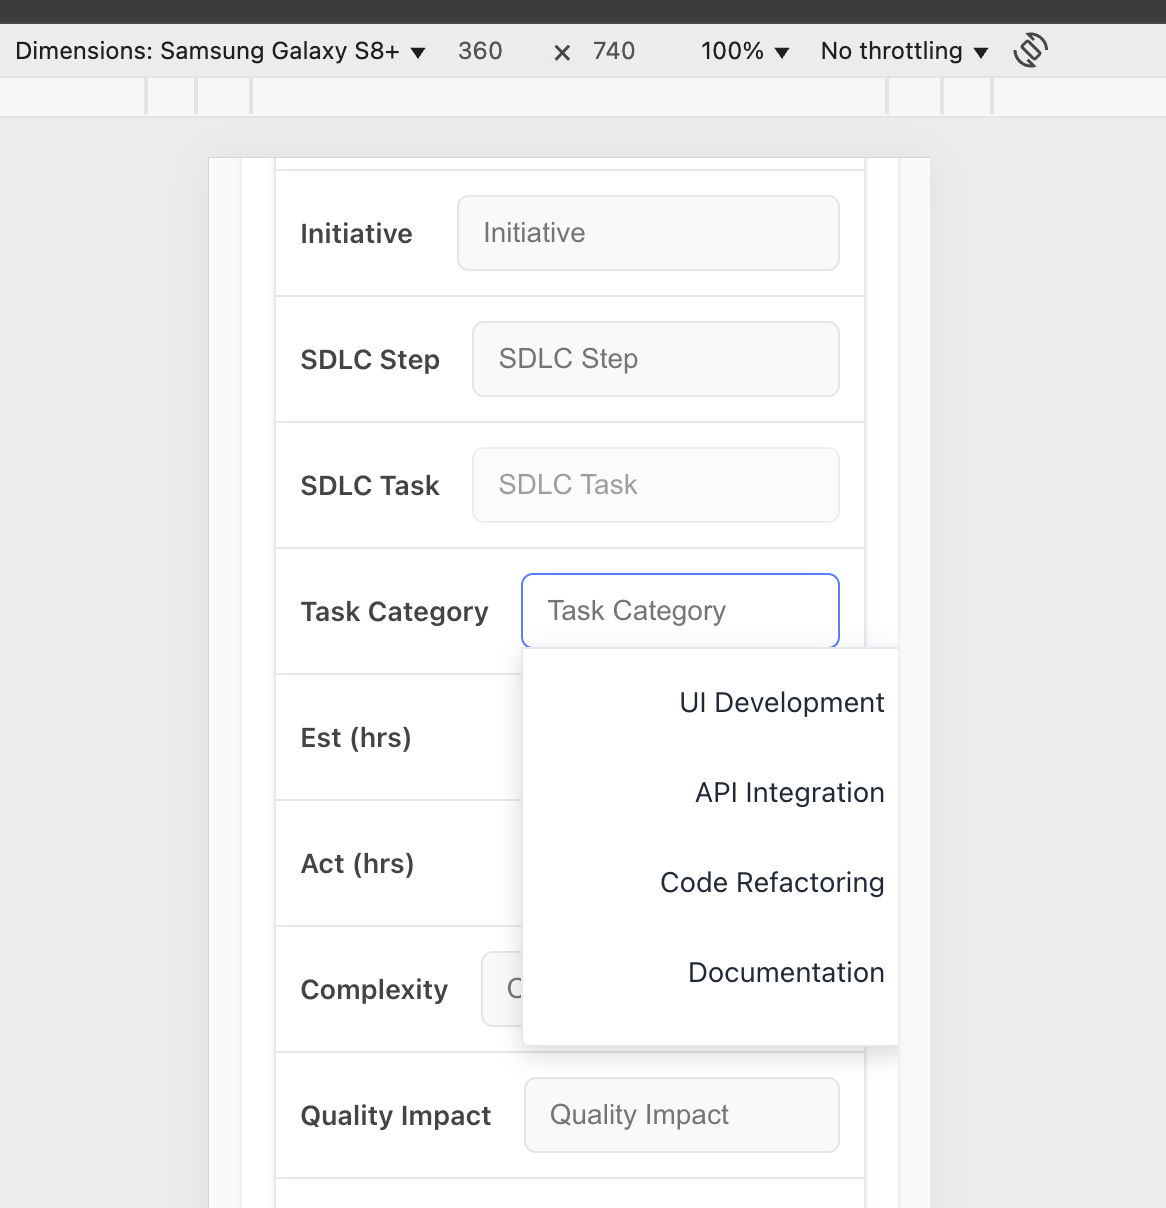 Dimensions: Samsung Galaxy S8+ ▼ 360 × 740 100% ▼ No throttling ▼
Initiative Initiative
SDLC Step SDLC Step
SDLC Task SDLC Task
Task Category Task Category
UI Development
Est (hrs)
API Integration
Act (hrs)
Code Refactoring
Documentation
Complexity
Quality Impact Quality Impact